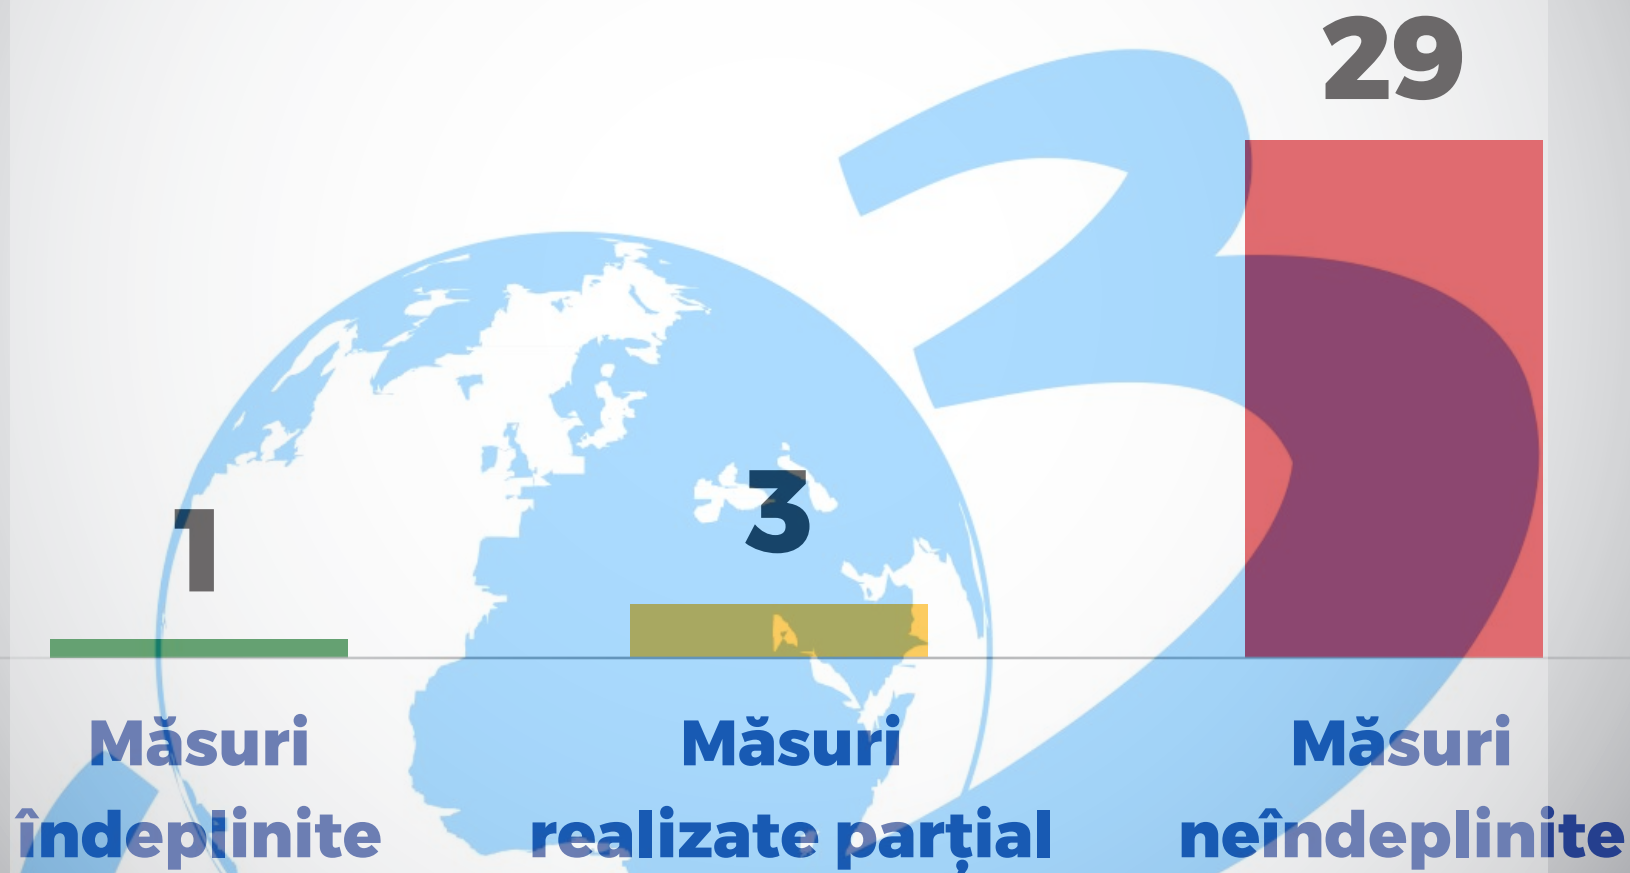 29
3
1
Măsuri
îndeplinite
Măsuri
realizate parțial
Măsuri
neîndeplinite